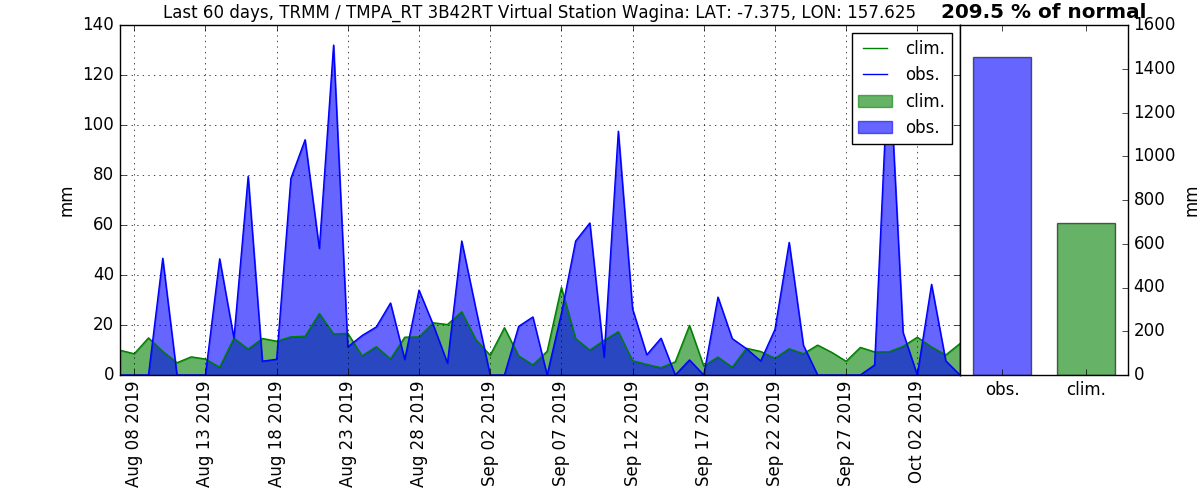 Last 60 days, TRMM / TMPA_RT 3B42RT Virtual Station Wagina: LAT: -7.375, LON: 157.625
209.5 % of normal
140
120
100
80
60
40
20
0
mm
clim.
obs.
clim.
obs.
1600
1400
1200
1000
800
600
400
200
0
mm
Aug 08 2019
Aug 13 2019
Aug 18 2019
Aug 23 2019
Aug 28 2019
Sep 02 2019
Sep 07 2019
Sep 12 2019
Sep 17 2019
Sep 22 2019
Sep 27 2019
Oct 02 2019
obs.
clim.